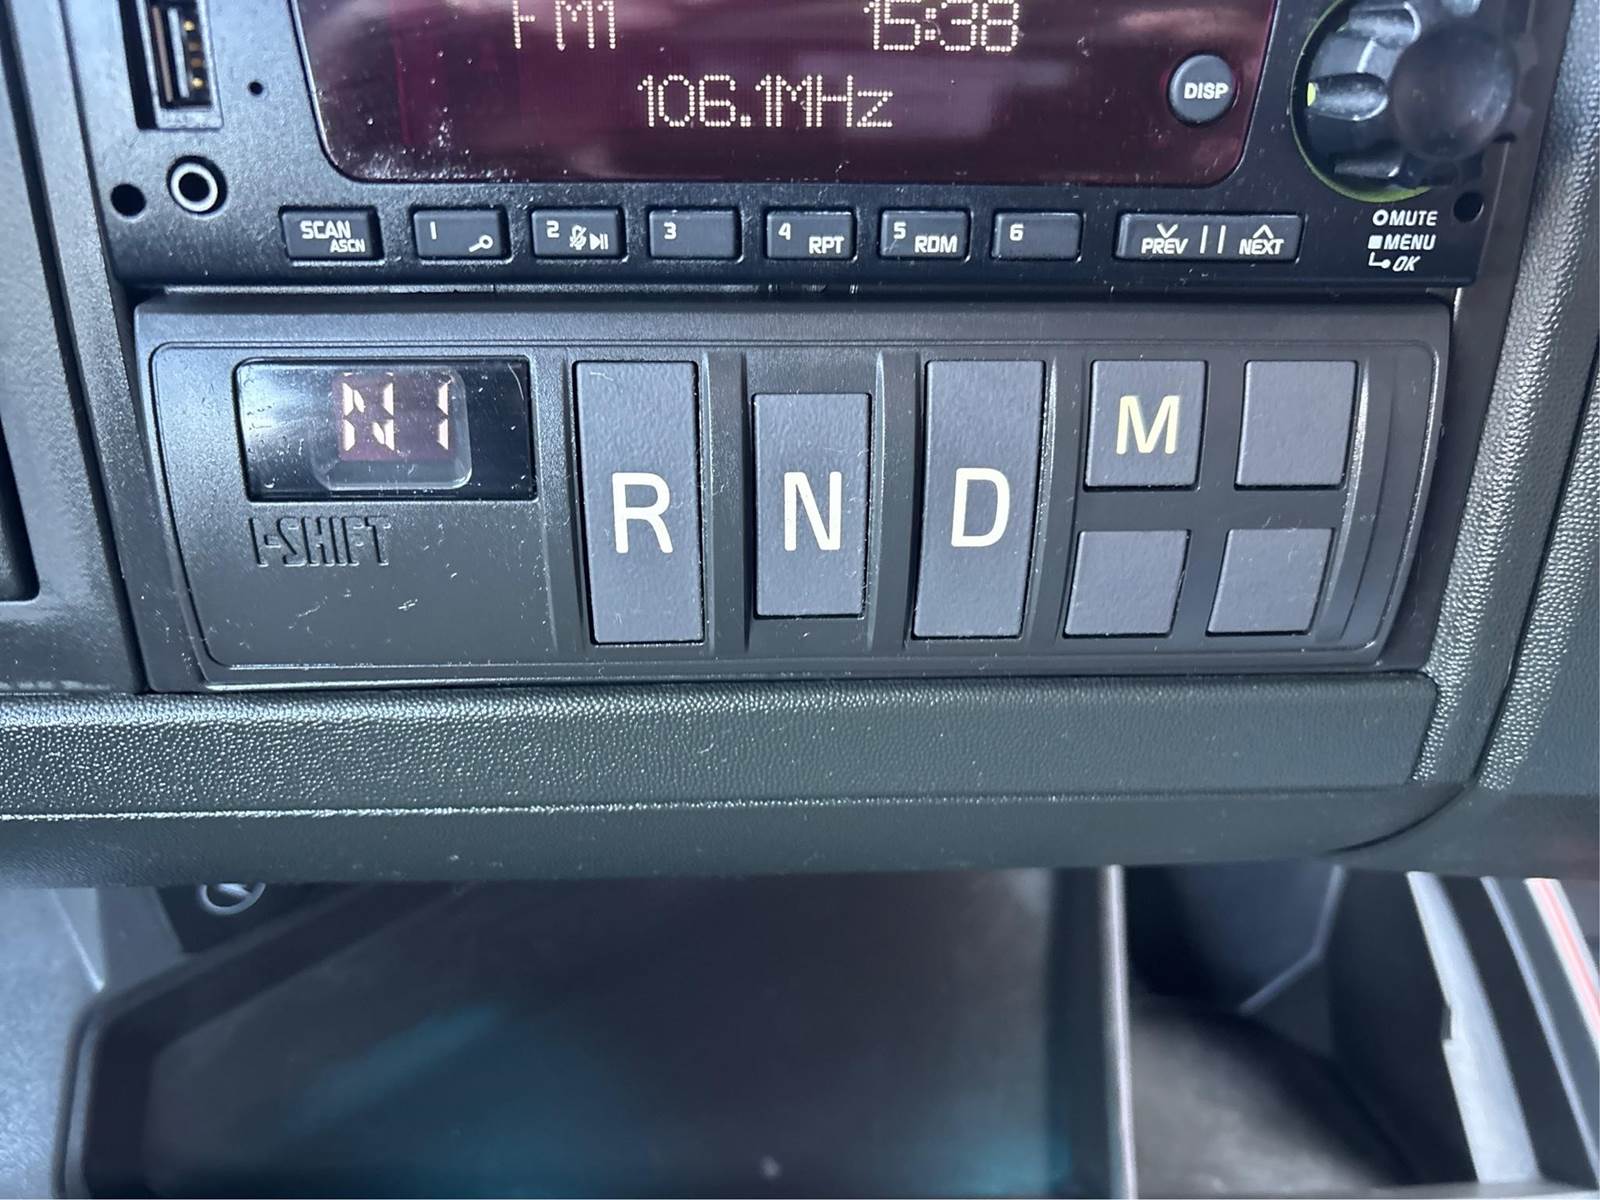 FM1 15:38
106.1MHz
DISP
SCAN
ASCN
1
2
3
4 RPT
5 RDM
6
PREV NEXT
MUTE
MENU
OK
N1
I-SHIFT
R
N
D
M